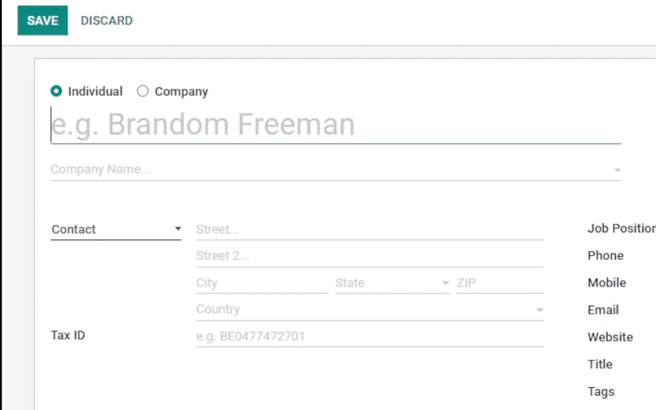 SAVE DISCARD
Individual Company
e.g. Brandom Freeman
Company Name...
Contact Street... Job Position
Street 2... Phone
City State ZIP Mobile
Country Email
Tax ID e.g. BE0477472701 Website
Title
Tags